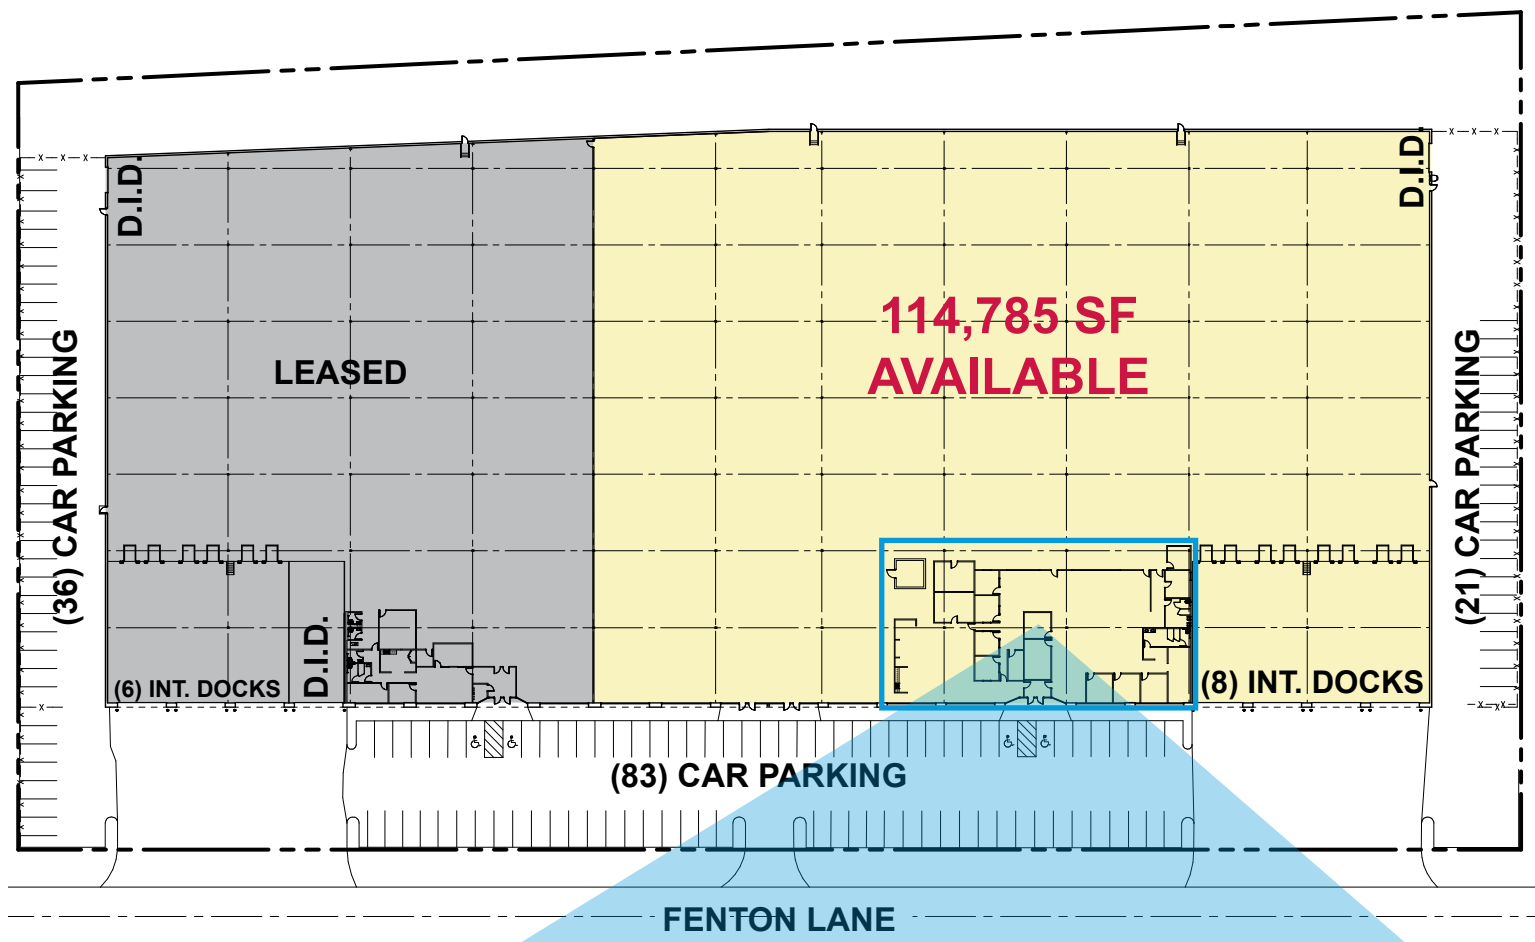 D.I.D.
D.I.D.
114,785 SF
AVAILABLE
LEASED
(36) CAR PARKING
(21) CAR PARKING
D.I.D.
(6) INT. DOCKS
(8) INT. DOCKS
(83) CAR PARKING
FENTON LANE